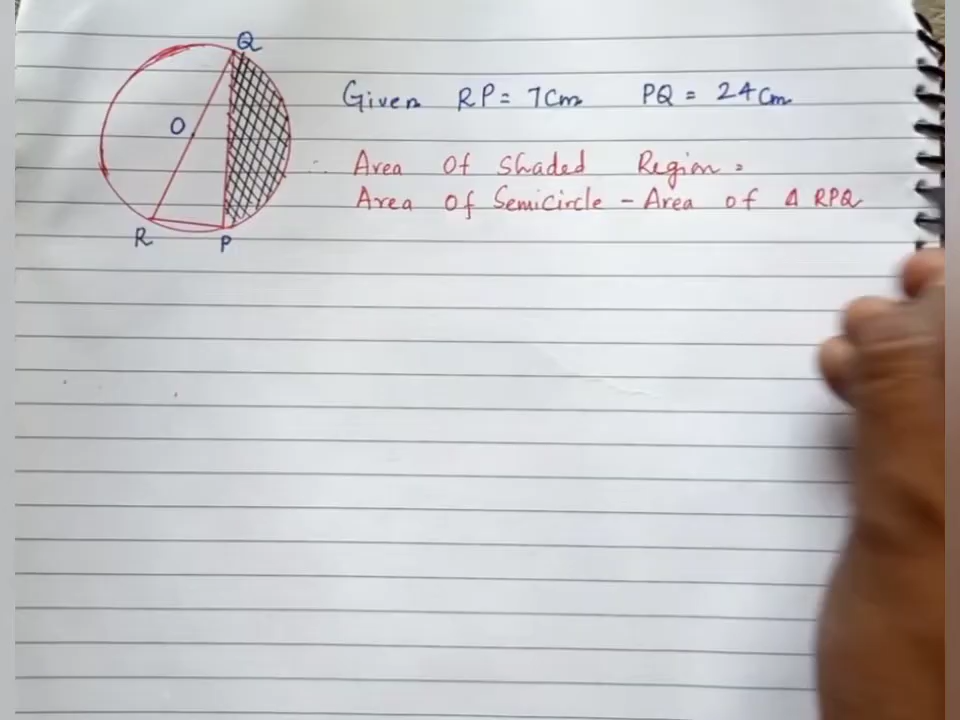 Q
O
R
P
Given RP = 7cm PQ = 24cm
∴ Area of Shaded Region =
Area of Semicircle - Area of Δ RPQ